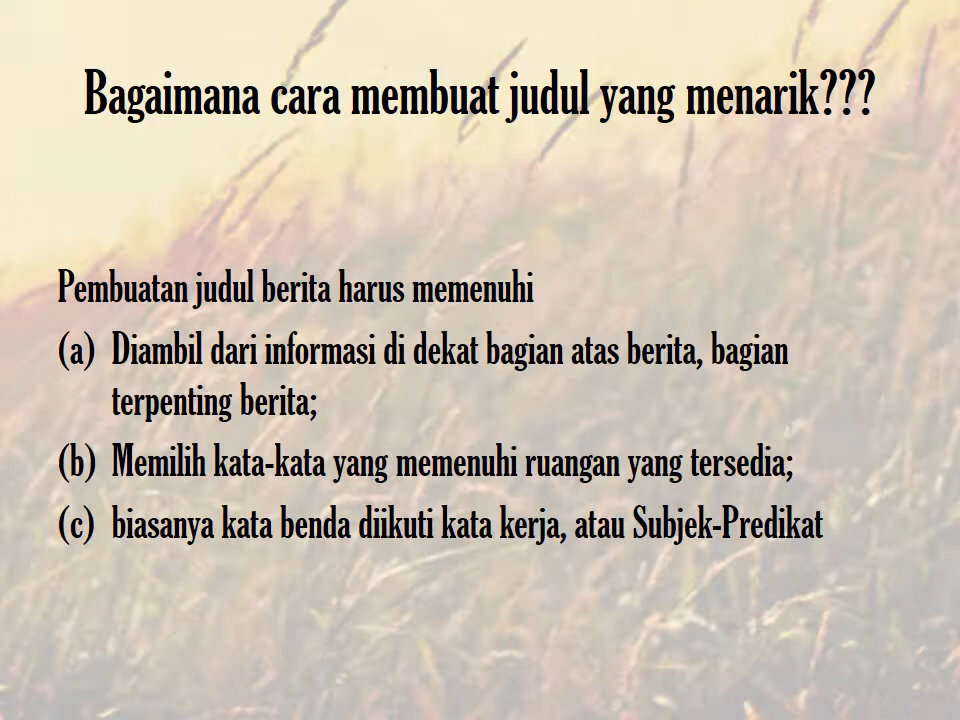 Bagaimana cara membuat judul yang menarik???
Pembuatan judul berita harus memenuhi
(a) Diambil dari informasi di dekat bagian atas berita, bagian
terpenting berita;
(b) Memilih kata-kata yang memenuhi ruangan yang tersedia;
(c) biasanya kata benda diikuti kata kerja, atau Subjek-Predikat